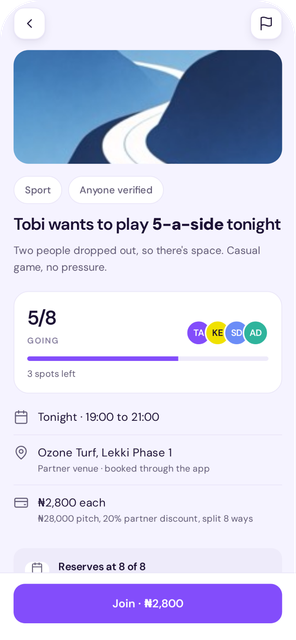 Sport
Anyone verified
Tobi wants to play 5-a-side tonight
Two people dropped out, so there's space. Casual
game, no pressure.
5/8
GOING
TA
KE
SD
AD
3 spots left
Tonight · 19:00 to 21:00
Ozone Turf, Lekki Phase 1
Partner venue · booked through the app
₦2,800 each
₦28,000 pitch, 20% partner discount, split 8 ways
Reserves at 8 of 8
Join · ₦2,800